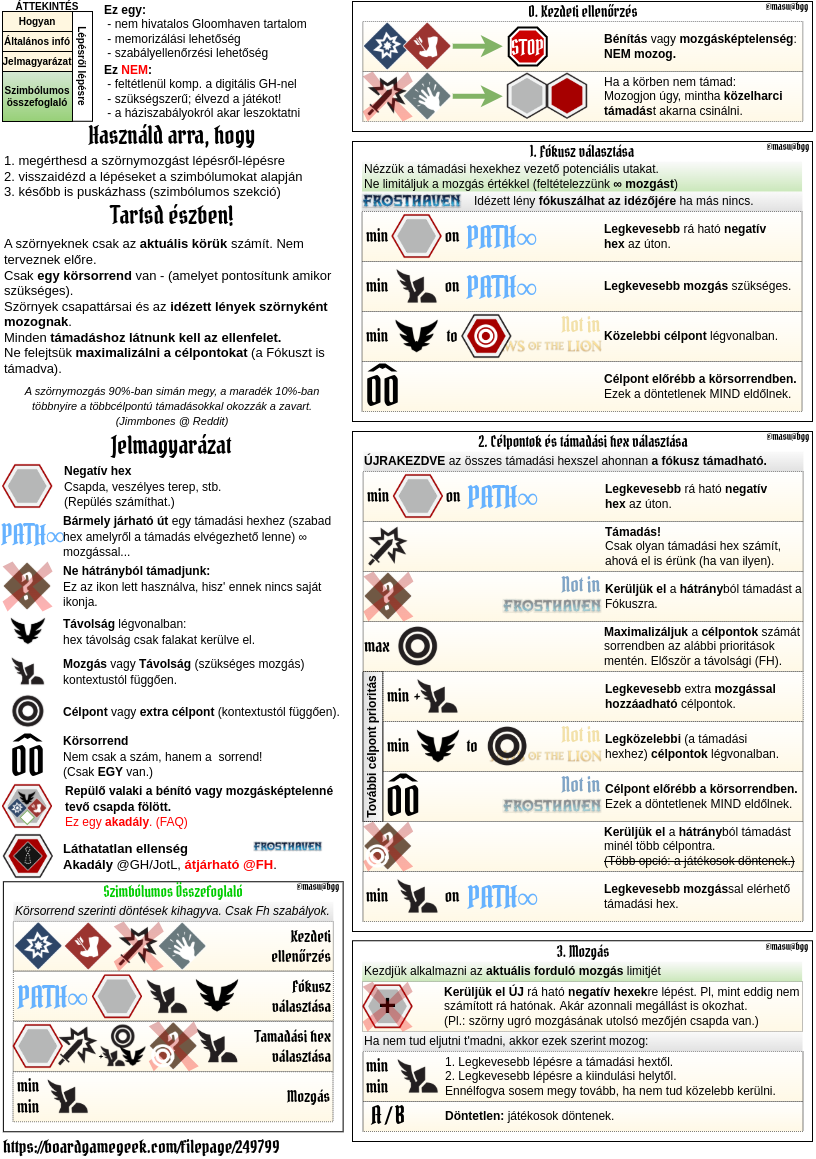 ÁTTEKINTÉS
Hogyan
Általános infó
Jelmagyarázat
Szimbólumos
összefoglaló
Lépésről lépésre
Ez egy:
- nem hivatalos Gloomhaven tartalom
- memorizálási lehetőség
- szabályellenőrzési lehetőség
Ez NEM:
- feltétlenül komp. a digitális GH-nel
- szükségszerű; élvezd a játékot!
- a háziszabályokról akar leszoktatni
Használd arra, hogy
1. megérthesd a szörnymozgást lépésről-lépésre
2. visszaidézd a lépéseket a szimbólumokat alapján
3. később is puskázhass (szimbólumos szekció)
Tartsd észben!
A szörnyeknek csak az aktuális körük számít. Nem
terveznek előre.
Csak egy körsorrend van - (amelyet pontosítunk amikor
szükséges).
Szörnyek csapattársai és az idézett lények szörnyként
mozognak.
Minden támadáshoz látnunk kell az ellenfelet.
Ne felejtsük maximalizálni a célpontokat (a Fókuszt is
támadva).
A szörnymozgás 90%-ban simán megy, a maradék 10%-ban
többnyire a többcélpontú támadásokkal okozzák a zavart.
(Jimmbones @ Reddit)
Jelmagyarázat
Negatív hex
Csapda, veszélyes terep, stb.
(Repülés számíthat.)
PATH∞
Bármely járható út egy támadási hexhez (szabad
hex amelyről a támadás elvégezhető lenne) ∞
mozgással...
?
Ne hátrányból támadjunk:
Ez az ikon lett használva, hisz' ennek nincs saját
ikonja.
Távolság légvonalban:
hex távolság csak falakat kerülve el.
Mozgás vagy Távolság (szükséges mozgás)
kontextustól függően.
Célpont vagy extra célpont (kontextustól függően).
Körsorrend
Nem csak a szám, hanem a sorrend!
(Csak EGY van.)
Repülő valaki a bénító vagy mozgásképtelenné
tevő csapda fölött.
Ez egy akadály. (FAQ)
Láthatatlan ellenség
FROSTHAVEN
Akadály @GH/JotL, átjárható @FH.
Szimbólumos Összefoglaló
©masu@bgg
Körsorrend szerinti döntések kihagyva. Csak Fh szabályok.
Kezdeti
ellenőrzés
PATH∞
Fókusz
választása
?
Tamadási hex
választása
min
min
Mozgás
https://boardgamegeek.com/filepage/249799
0. Kezdeti ellenőrzés
©masu@bgg
STOP
Bénítás vagy mozgásképtelenség:
NEM mozog.
Ha a körben nem támad:
Mozogjon úgy, mintha közelharci
támadást akarna csinálni.
1. Fókusz választása
©masu@bgg
Nézzük a támadási hexekhez vezető potenciális utakat.
Ne limitáljuk a mozgás értékkel (feltételezzünk ∞ mozgást)
FROSTHAVEN Idézett lény fókuszálhat az idézőjére ha más nincs.
min on PATH∞
Legkevesebb rá ható negatív
hex az úton.
min on PATH∞
Legkevesebb mozgás szükséges.
min to
Not in
JAWS OF THE LION
Közelebbi célpont légvonalban.
Célpont előrébb a körsorrendben.
Ezek a döntetlenek MIND eldőlnek.
2. Célpontok és támadási hex választása
©masu@bgg
ÚJRAKEZDVE az összes támadási hexszel ahonnan a fókusz támadható.
min on PATH∞
Legkevesebb rá ható negatív
hex az úton.
Támadás!
Csak olyan támadási hex számít,
ahová el is érünk (ha van ilyen).
?
Not in
FROSTHAVEN
Kerüljük el a hátrányból támadást a
Fókuszra.
max
Maximalizáljuk a célpontok számát
sorrendben az alábbi prioritások
mentén. Először a távolsági (FH).
További célpont prioritás
min +
Legkevesebb extra mozgással
hozzáadható célpontok.
min to
Not in
JAWS OF THE LION
Legközelebbi (a támadási
hexhez) célpontok légvonalban.
Not in
FROSTHAVEN
Célpont előrébb a körsorrendben.
Ezek a döntetlenek MIND eldőlnek.
?
Kerüljük el a hátrányból támadást
minél több célpontra.
(Több opció: a játékosok döntenek.)
min on PATH∞
Legkevesebb mozgással elérhető
támadási hex.
3. Mozgás
©masu@bgg
Kezdjük alkalmazni az aktuális forduló mozgás limitjét
+
Kerüljük el ÚJ rá ható negatív hexekre lépést. Pl, mint eddig nem
számított rá hatónak. Akár azonnali megállást is okozhat.
(Pl.: szörny ugró mozgásának utolsó mezőjén csapda van.)
Ha nem tud eljutni t'madni, akkor ezek szerint mozog:
min
min
1. Legkevesebb lépésre a támadási hextől.
2. Legkevesebb lépésre a kiindulási helytől.
Ennélfogva sosem megy tovább, ha nem tud közelebb kerülni.
A/B
Döntetlen: játékosok döntenek.